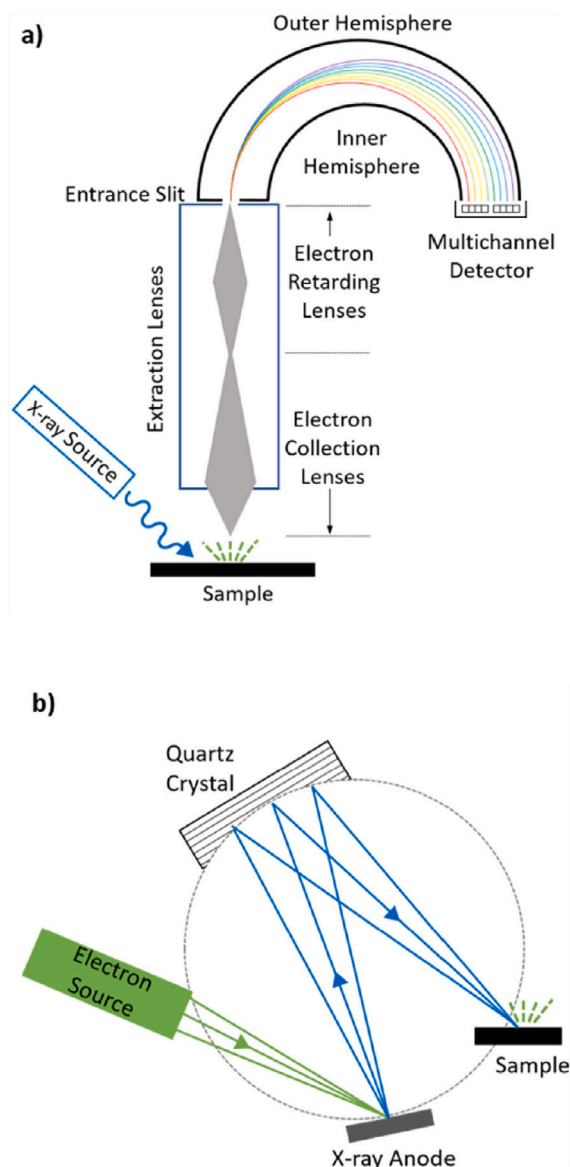 a)
Outer Hemisphere
Inner
Hemisphere
Entrance Slit
Multichannel
Detector
Electron
Retarding
Lenses
Extraction Lenses
X-ray Source
Electron
Collection
Lenses
Sample
b)
Quartz
Crystal
Electron
Source
Sample
X-ray Anode